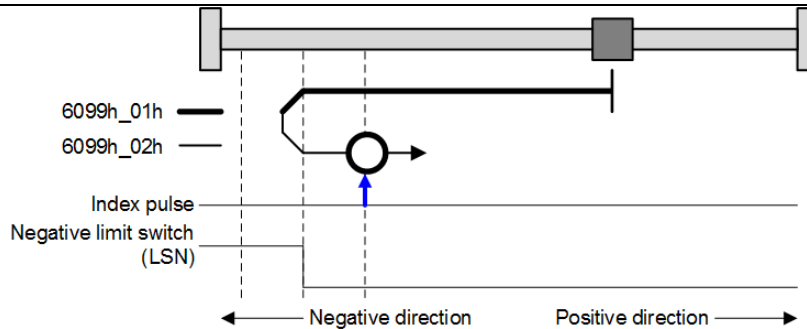 6099h_01h
6099h_02h
Index pulse
Negative limit switch
(LSN)
Negative direction
Positive direction